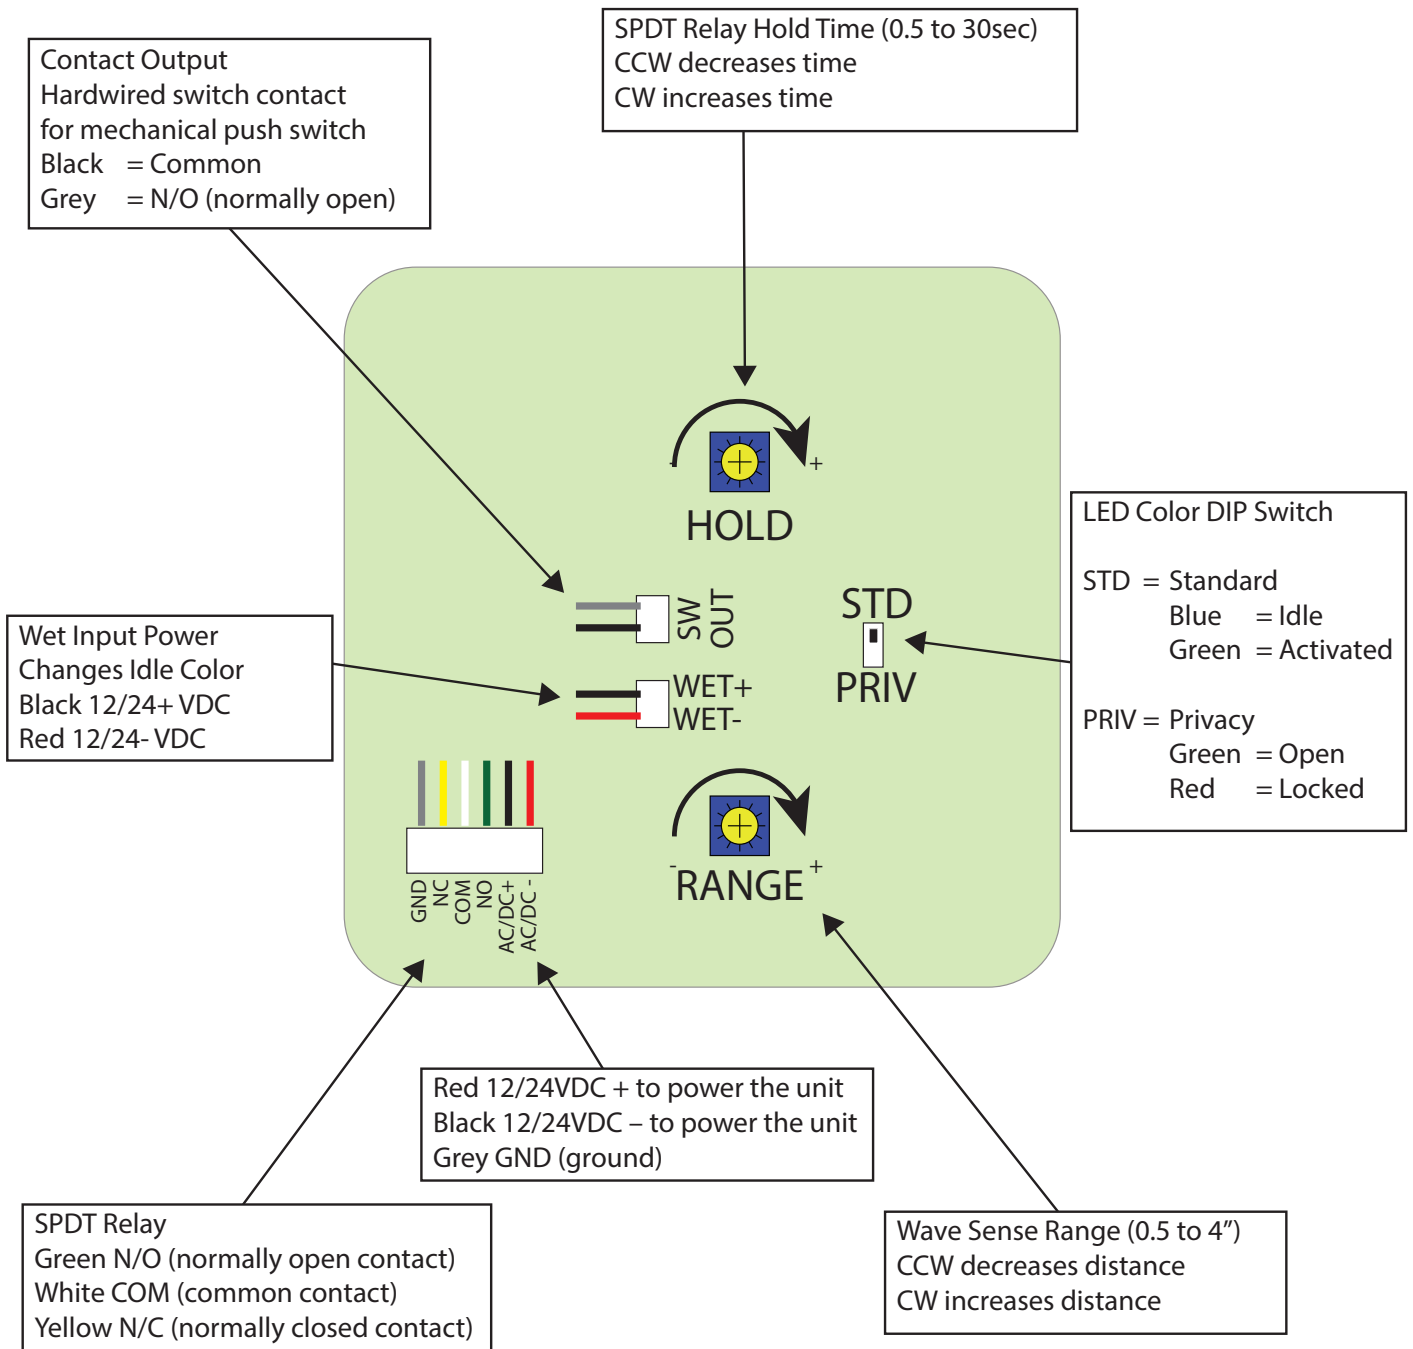 SPDT Relay Hold Time (0.5 to 30sec)
CCW decreases time
CW increases time
Contact Output
Hardwired switch contact
for mechanical push switch
Black = Common
Grey = N/O (normally open)
- +
HOLD
LED Color DIP Switch
STD = Standard
Blue = Idle
Green = Activated
PRIV = Privacy
Green = Open
Red = Locked
SW
OUT
STD
PRIV
Wet Input Power
Changes Idle Color
Black 12/24+ VDC
Red 12/24- VDC
WET+
WET-
- +
RANGE
GND
NC
COM
NO
AC/DC+
AC/DC -
Red 12/24VDC + to power the unit
Black 12/24VDC – to power the unit
Grey GND (ground)
SPDT Relay
Green N/O (normally open contact)
White COM (common contact)
Yellow N/C (normally closed contact)
Wave Sense Range (0.5 to 4”)
CCW decreases distance
CW increases distance